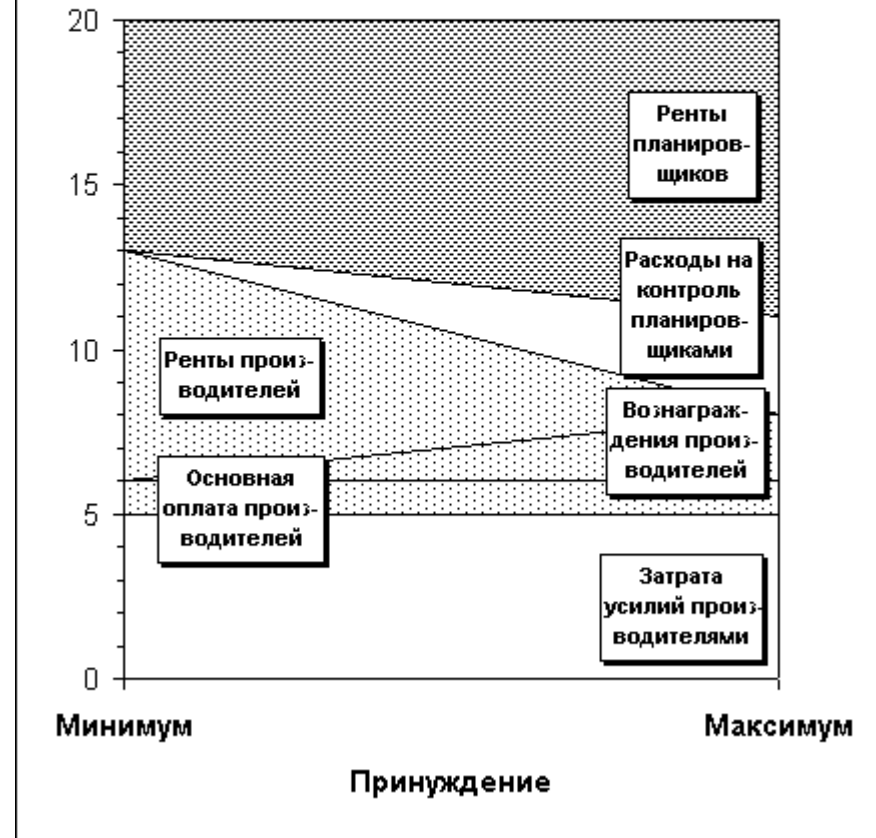 20
Ренты
планиров-
щиков
15
Расходы на
контроль
планиров-
щиками
10
Ренты произ-
водителей
Вознаграж-
дения произ-
водителей
Основная
оплата произ-
водителей
5
Затрата
усилий произ-
водителями
0
Минимум
Максимум
Принуждение